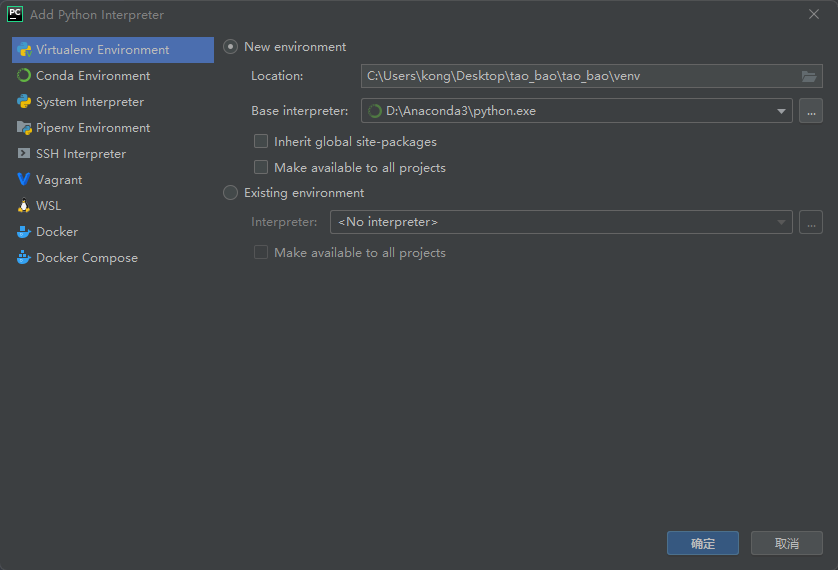 PC Add Python Interpreter
Virtualenv Environment
Conda Environment
System Interpreter
Pipenv Environment
SSH Interpreter
Vagrant
WSL
Docker
Docker Compose
New environment
Location: C:\Users\kong\Desktop\tao_bao\tao_bao\venv
Base interpreter: D:\Anaconda3\python.exe ...
Inherit global site-packages
Make available to all projects
Existing environment
Interpreter: <No interpreter> ...
Make available to all projects
确定 取消